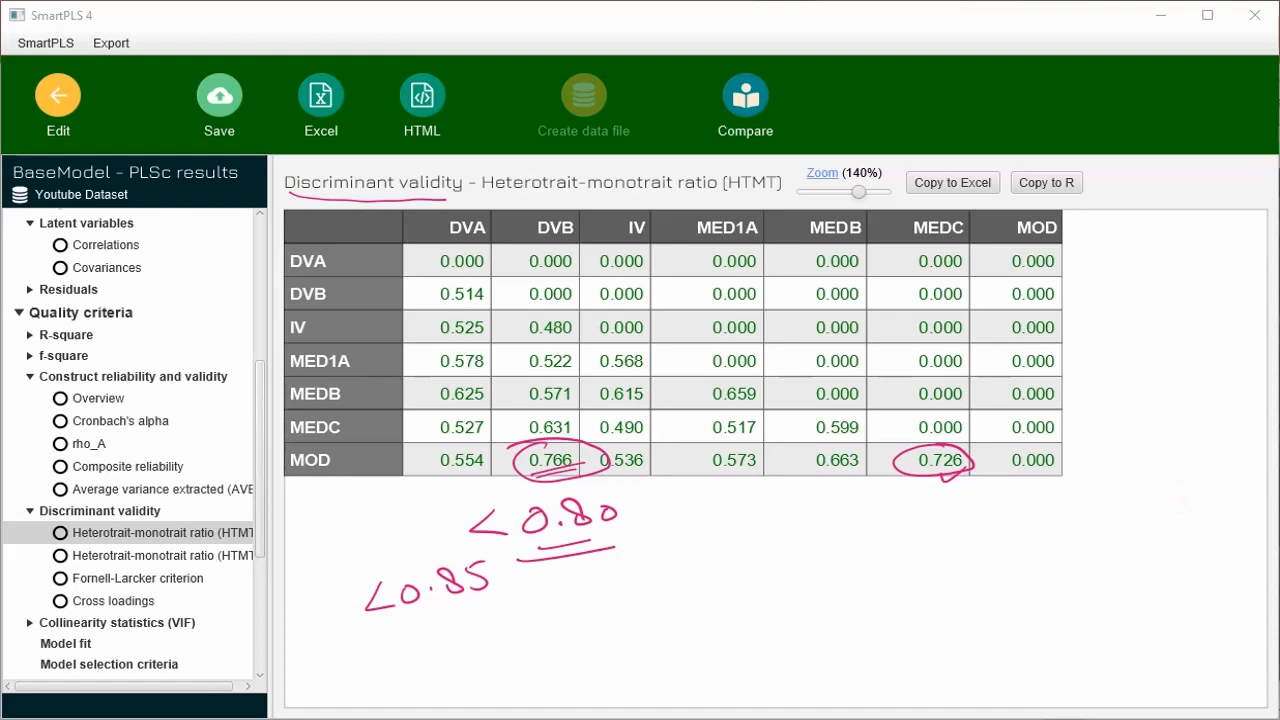 SmartPLS 4
SmartPLS Export
Edit Save Excel HTML Create data file Compare
BaseModel - PLSc results
Youtube Dataset
Latent variables
Correlations
Covariances
Residuals
Quality criteria
R-square
f-square
Construct reliability and validity
Overview
Cronbach's alpha
rho_A
Composite reliability
Average variance extracted (AVE
Discriminant validity
Heterotrait-monotrait ratio (HTMT
Heterotrait-monotrait ratio (HTMT
Fornell-Larcker criterion
Cross loadings
Collinearity statistics (VIF)
Model fit
Model selection criteria
Discriminant validity - Heterotrait-monotrait ratio (HTMT) Zoom (140%) Copy to Excel Copy to R
DVA DVB IV MED1A MEDB MEDC MOD
DVA 0.000 0.000 0.000 0.000 0.000 0.000 0.000
DVB 0.514 0.000 0.000 0.000 0.000 0.000 0.000
IV 0.525 0.480 0.000 0.000 0.000 0.000 0.000
MED1A 0.578 0.522 0.568 0.000 0.000 0.000 0.000
MEDB 0.625 0.571 0.615 0.659 0.000 0.000 0.000
MEDC 0.527 0.631 0.490 0.517 0.599 0.000 0.000
MOD 0.554 0.766 0.536 0.573 0.663 0.726 0.000
<0.80
<0.85